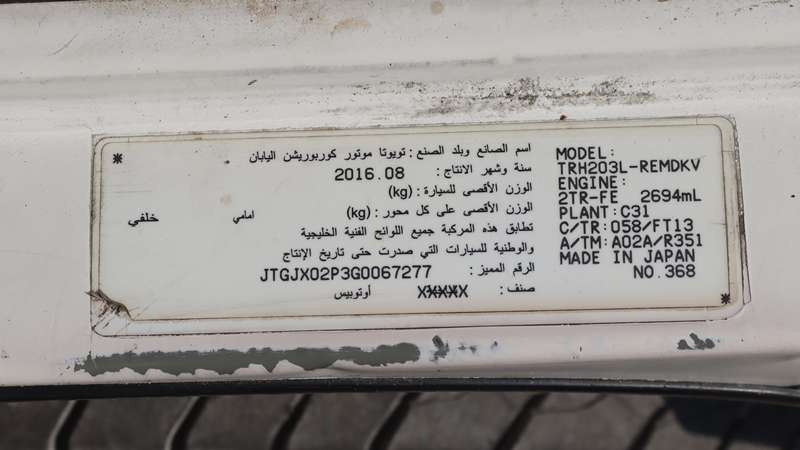 اسم الصانع وبلد الصنع : تويوتا موتور كوربوريشن اليابان
سنة وشهر الانتاج : 2016.08
الوزن الأقصى للسيارة : (kg)
الوزن الأقصى على كل محور : (kg) امامي خلفي
تطابق هذه المركبة جميع اللوائح الفنية الخليجية
والوطنية للسيارات التي صدرت حتى تاريخ الإنتاج
الرقم المميز : JTGJX02P3G0067277
صنف : XXXXX أوتوبيس
MODEL:
TRH203L-REMDKV
ENGINE:
2TR-FE 2694mL
PLANT:C31
C/TR:058/FT13
A/TM:A02A/R351
MADE IN JAPAN
NO.368